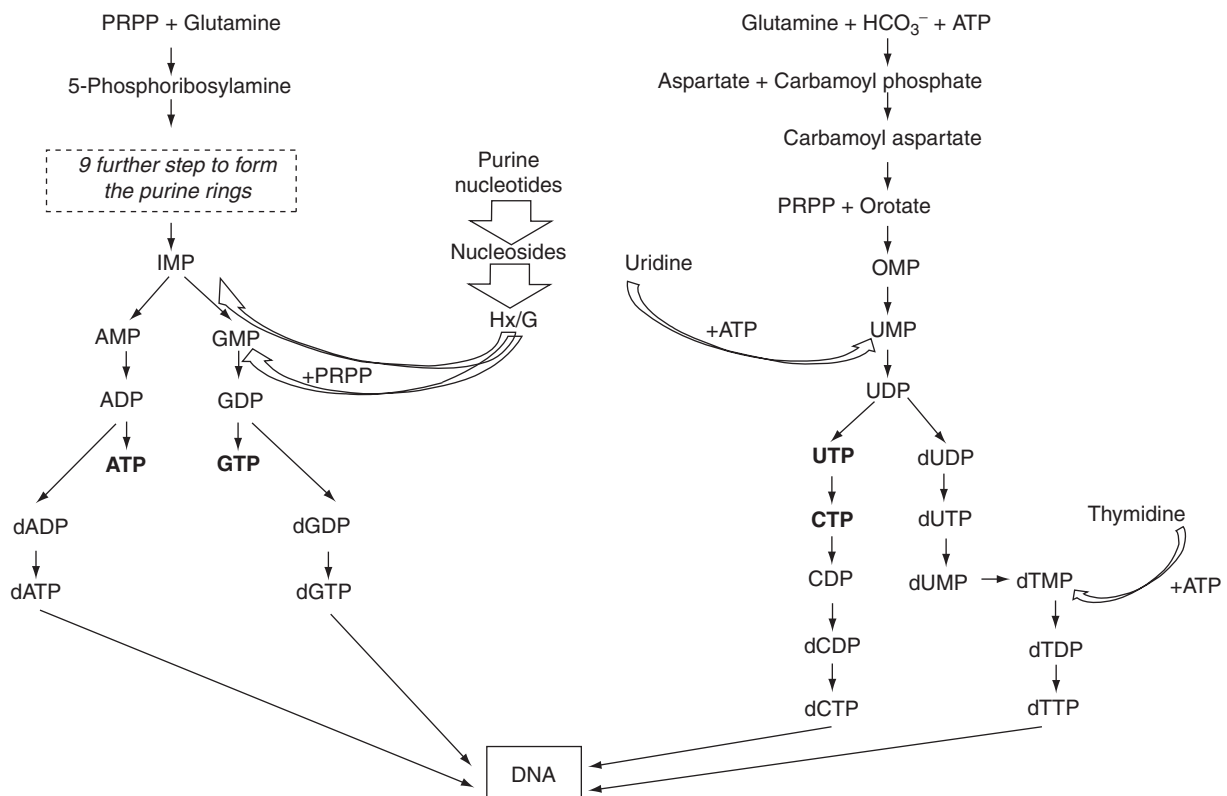 PRPP + Glutamine
5-Phosphoribosylamine
9 further step to form
the purine rings
IMP
AMP
GMP
ADP
GDP
ATP
GTP
dADP
dGDP
dATP
dGTP
Purine
nucleotides
Nucleosides
Hx/G
+PRPP
Glutamine + HCO₃⁻ + ATP
Aspartate + Carbamoyl phosphate
Carbamoyl aspartate
PRPP + Orotate
OMP
Uridine
+ATP
UMP
UDP
UTP
dUDP
CTP
dUTP
Thymidine
CDP
dUMP
dTMP
+ATP
dCDP
dTDP
dCTP
dTTP
DNA